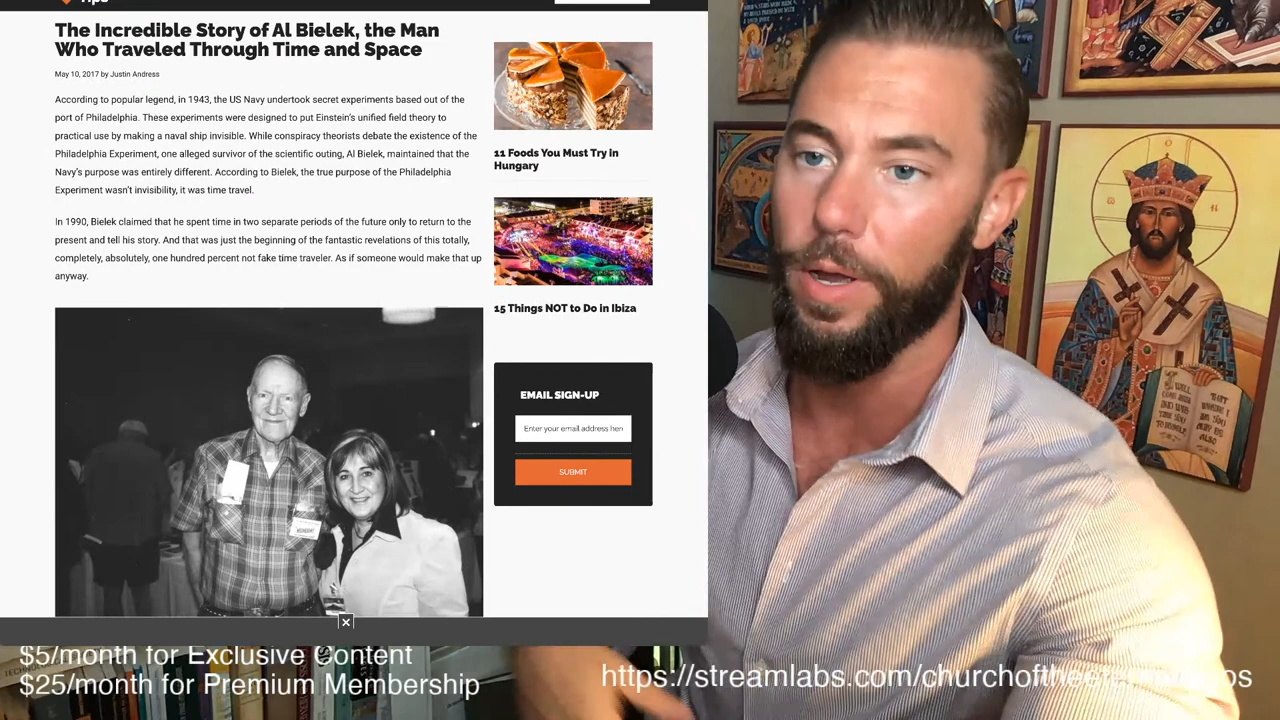 Tips
The Incredible Story of Al Bielek, the Man
Who Traveled Through Time and Space
May 10, 2017 by Justin Andress
According to popular legend, in 1943, the US Navy undertook secret experiments based out of the
port of Philadelphia. These experiments were designed to put Einstein's unified field theory to
practical use by making a naval ship invisible. While conspiracy theorists debate the existence of the
Philadelphia Experiment, one alleged survivor of the scientific outing, Al Bielek, maintained that the
Navy's purpose was entirely different. According to Bielek, the true purpose of the Philadelphia
Experiment wasn't invisibility, it was time travel.
In 1990, Bielek claimed that he spent time in two separate periods of the future only to return to the
present and tell his story. And that was just the beginning of the fantastic revelations of this totally,
completely, absolutely, one hundred percent not fake time traveler. As if someone would make that up
anyway.
11 Foods You Must Try in
Hungary
15 Things NOT to Do in Ibiza
EMAIL SIGN-UP
Enter your email address hen
SUBMIT
$5/month for Exclusive Content
$25/month for Premium Membership